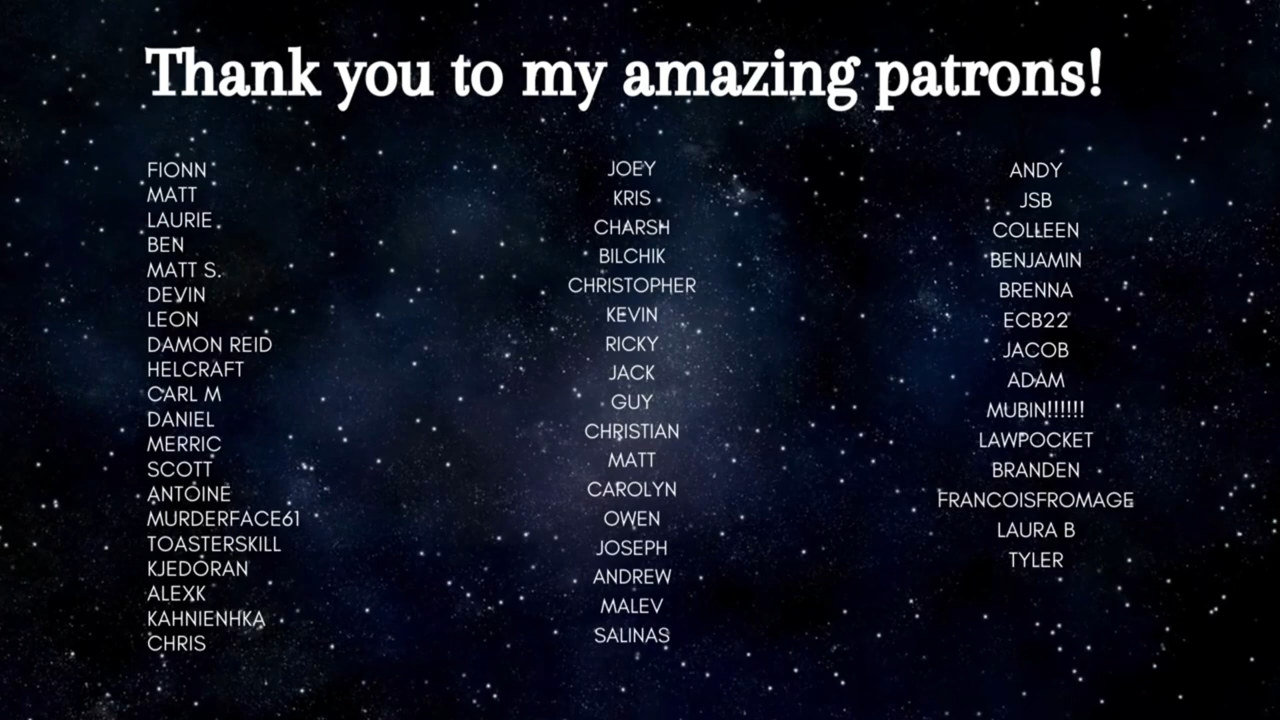 Thank you to my amazing patrons!
FIONN
MATT
LAURIE
BEN
MATT S.
DEVIN
LEON
DAMON REID
HELCRAFT
CARL M
DANIEL
MERRIC
SCOTT
ANTOINE
MURDERFACE61
TOASTERSKILL
KJEDORAN
ALEXK
KAHNIENHKA
CHRIS
JOEY
KRIS
CHARSH
BILCHIK
CHRISTOPHER
KEVIN
RICKY
JACK
GUY
CHRISTIAN
MATT
CAROLYN
OWEN
JOSEPH
ANDREW
MALEV
SALINAS
ANDY
JSB
COLLEEN
BENJAMIN
BRENNA
ECB22
JACOB
ADAM
MUBIN!!!!!!
LAWPOCKET
BRANDEN
FRANCOISFROMAGE
LAURA B
TYLER